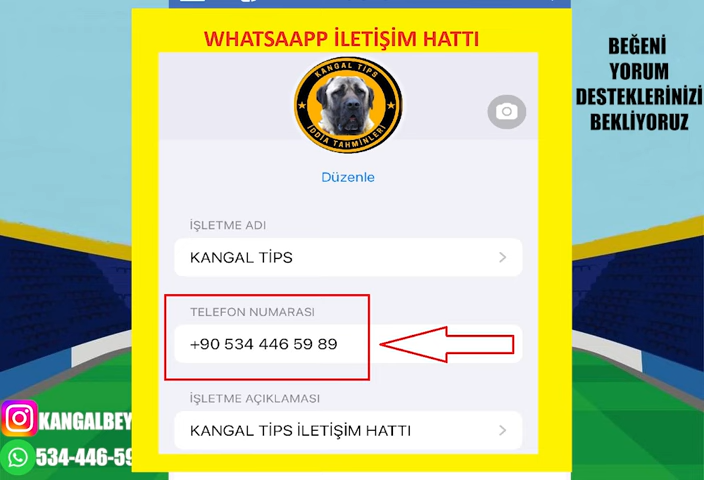 WHATSAAPP İLETİŞİM HATTI
BEĞENİ
YORUM
DESTEKLERİNİZİ
BEKLİYORUZ
KANGAL TİPS
İDDİA TAHMİNLERİ
Düzenle
İŞLETME ADI
KANGAL TİPS
TELEFON NUMARASI
+90 534 446 59 89
İŞLETME AÇIKLAMASI
KANGAL TİPS İLETİŞİM HATTI
KANGALBEY
534-446-59